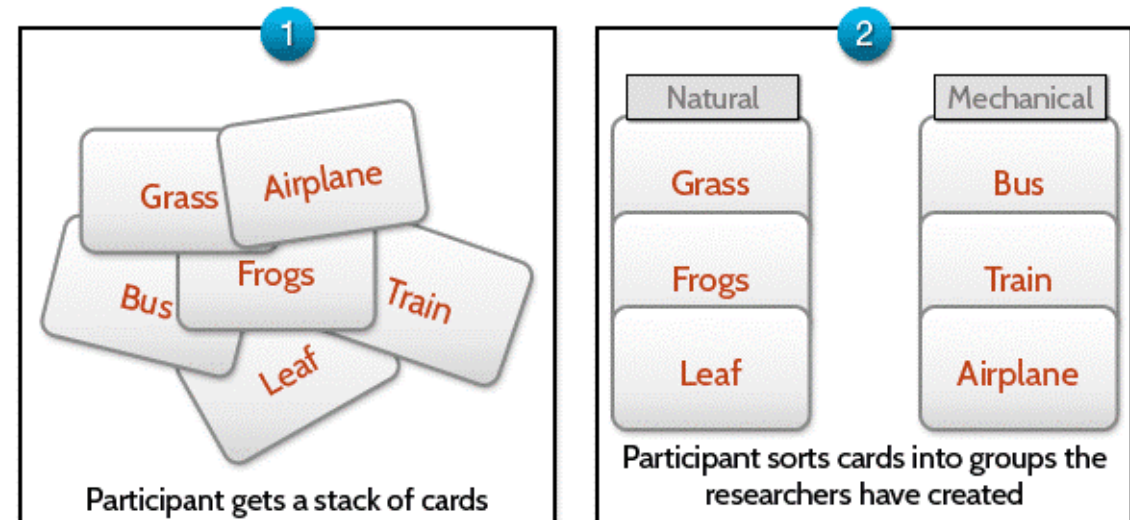 1
Grass
Airplane
Bus
Frogs
Train
Leaf
Participant gets a stack of cards
2
Natural
Grass
Frogs
Leaf
Mechanical
Bus
Train
Airplane
Participant sorts cards into groups the
researchers have created